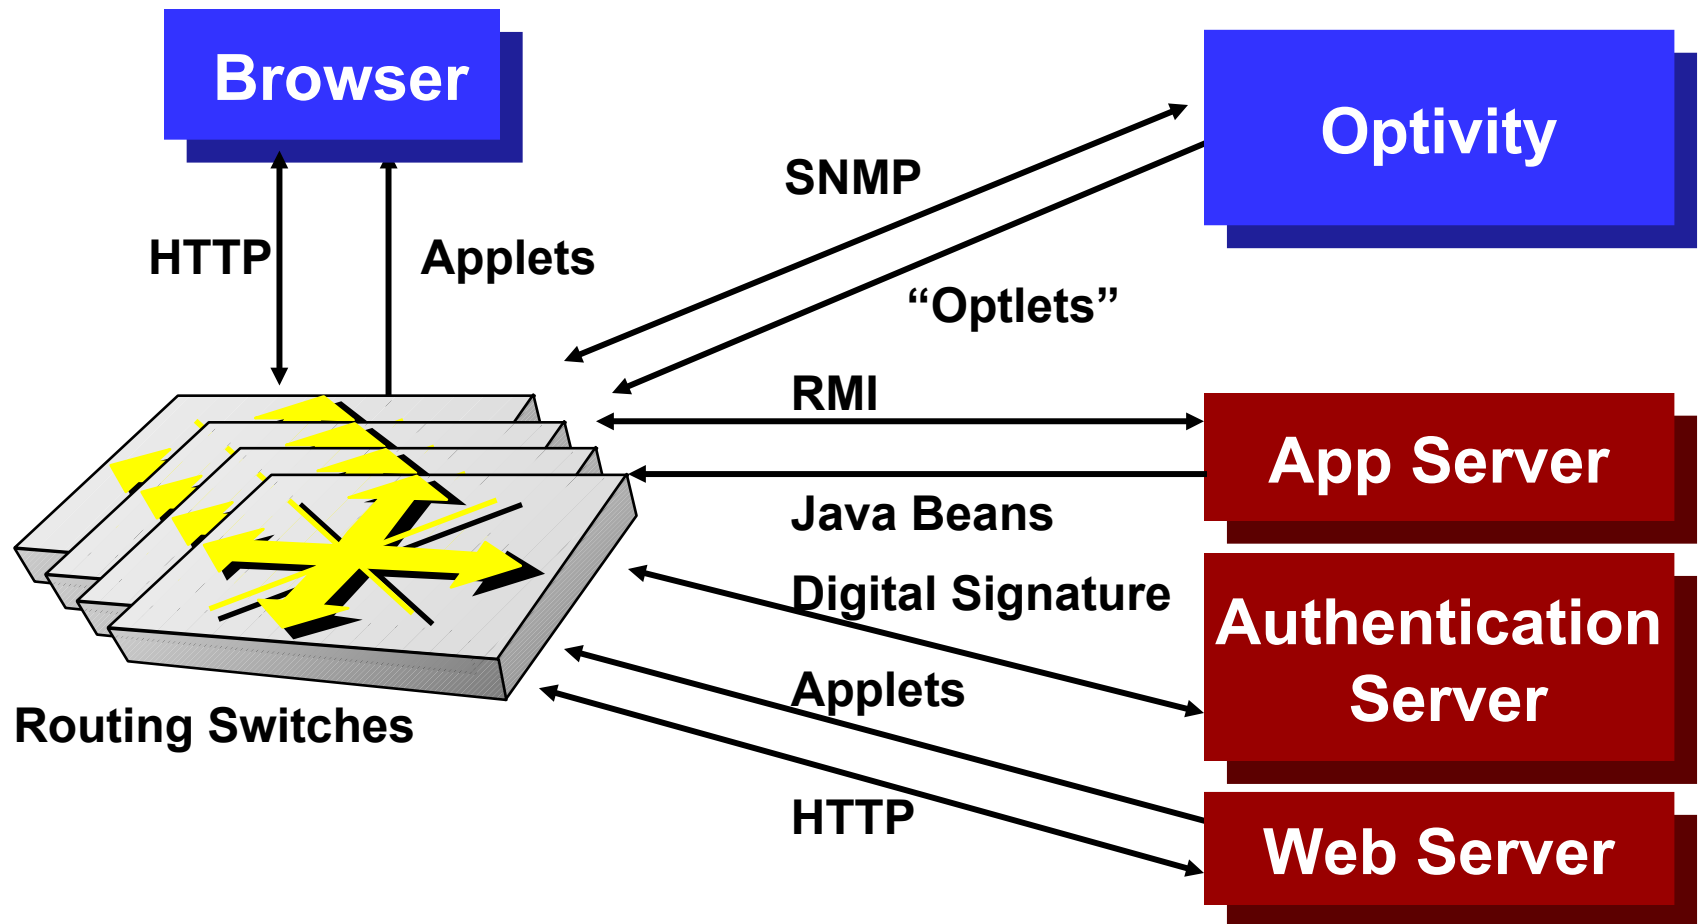 Browser
Optivity
SNMP
HTTP
Applets
“Optlets”
RMI
App Server
Java Beans
Digital Signature
Authentication
Server
Applets
Routing Switches
HTTP
Web Server